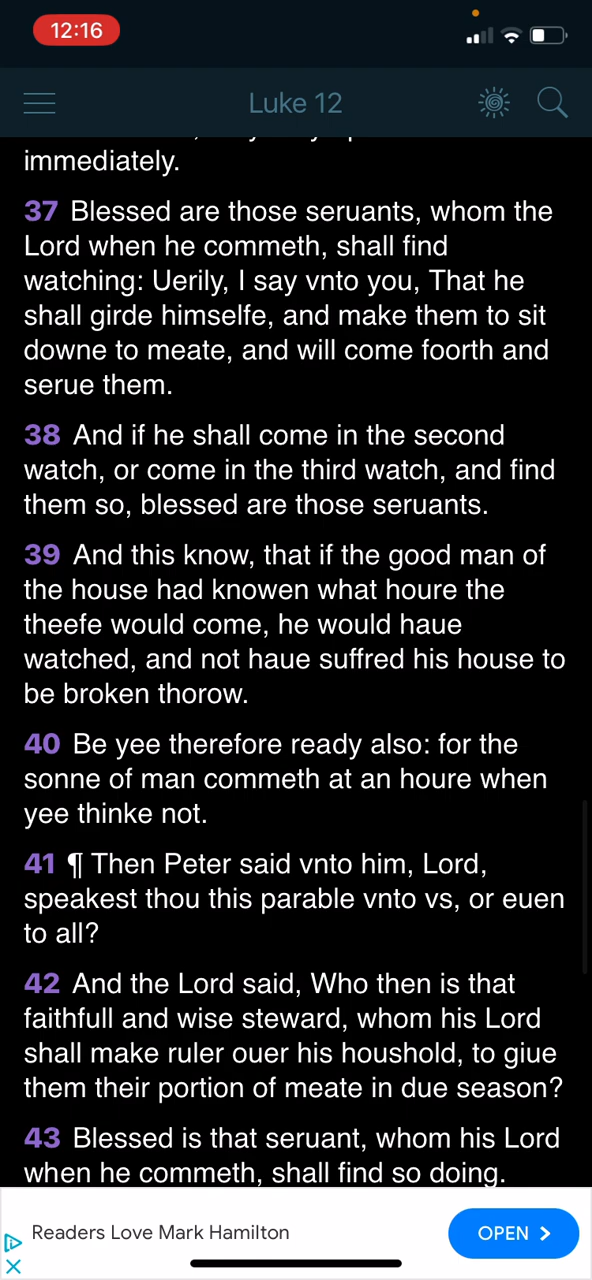 12:16
Luke 12
immediately.
37 Blessed are those seruants, whom the
Lord when he commeth, shall find
watching: Uerily, I say vnto you, That he
shall girde himselfe, and make them to sit
downe to meate, and will come foorth and
serue them.
38 And if he shall come in the second
watch, or come in the third watch, and find
them so, blessed are those seruants.
39 And this know, that if the good man of
the house had knowen what houre the
theefe would come, he would haue
watched, and not haue suffred his house to
be broken thorow.
40 Be yee therefore ready also: for the
sonne of man commeth at an houre when
yee thinke not.
41 ¶ Then Peter said vnto him, Lord,
speakest thou this parable vnto vs, or euen
to all?
42 And the Lord said, Who then is that
faithfull and wise steward, whom his Lord
shall make ruler ouer his houshold, to giue
them their portion of meate in due season?
43 Blessed is that seruant, whom his Lord
when he commeth, shall find so doing.
Readers Love Mark Hamilton
OPEN